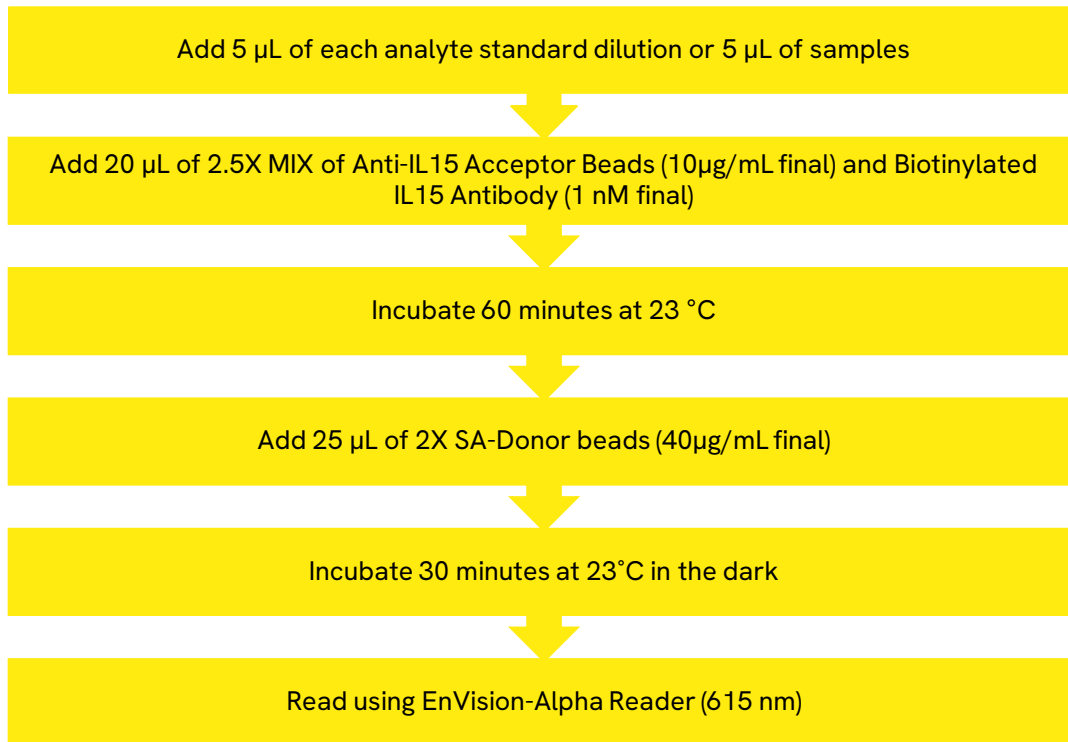 Add 5 µL of each analyte standard dilution or 5 µL of samples
Add 20 µL of 2.5X MIX of Anti-IL15 Acceptor Beads (10µg/mL final) and Biotinylated
IL15 Antibody (1 nM final)
Incubate 60 minutes at 23 °C
Add 25 µL of 2X SA-Donor beads (40µg/mL final)
Incubate 30 minutes at 23˚C in the dark
Read using EnVision-Alpha Reader (615 nm)